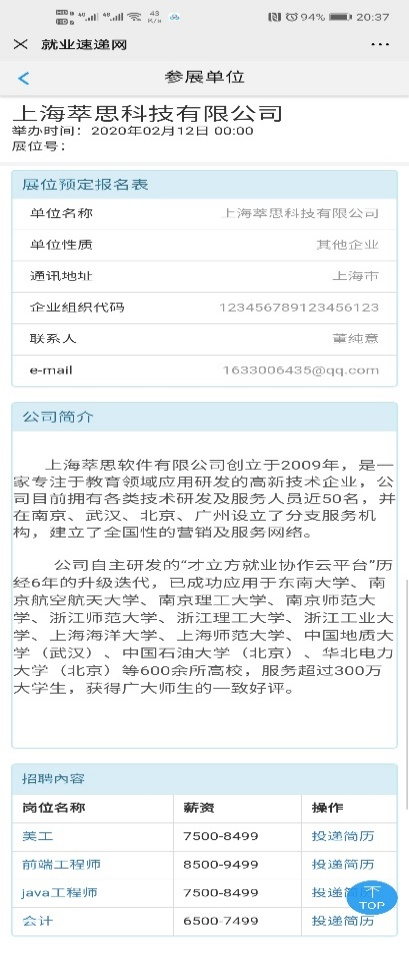 43
K/s
94%
20:37
就业速递网
参展单位
上海萃思科技有限公司
举办时间：2020年02月12日 00:00
展位号：
展位预定报名表
单位名称 上海萃思科技有限公司
单位性质 其他企业
通讯地址 上海市
企业组织代码 123456789123456123
联系人 董纯意
e-mail 1633006435@qq.com
公司简介
上海萃思软件有限公司创立于2009年，是一
家专注于教育领域应用研发的高新技术企业，公
司目前拥有各类技术研发及服务人员近50名，并
在南京、武汉、北京、广州设立了分支服务机
构，建立了全国性的营销及服务网络。
公司自主研发的“才立方就业协作云平台”历
经6年的升级迭代，已成功应用于东南大学、南
京航空航天大学、南京理工大学、南京师范大
学、浙江师范大学、浙江理工大学、浙江工业大
学、上海海洋大学、上海师范大学、中国地质大
学（武汉）、中国石油大学（北京）、华北电力
大学（北京）等600余所高校，服务超过300万
大学生，获得广大师生的一致好评。
招聘内容
岗位名称 薪资 操作
美工 7500-8499 投递简历
前端工程师 8500-9499 投递简历
java工程师 7500-8499 投递简历
TOP
会计 6500-7499 投递简历